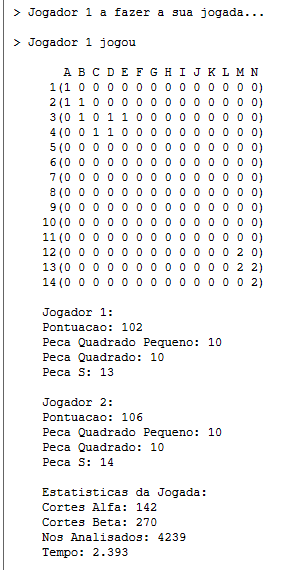 > Jogador 1 a fazer a sua jogada...
> Jogador 1 jogou
A B C D E F G H I J K L M N
1(1 0 0 0 0 0 0 0 0 0 0 0 0 0)
2(1 1 0 0 0 0 0 0 0 0 0 0 0 0)
3(0 1 0 1 1 0 0 0 0 0 0 0 0 0)
4(0 0 1 1 0 0 0 0 0 0 0 0 0 0)
5(0 0 0 0 0 0 0 0 0 0 0 0 0 0)
6(0 0 0 0 0 0 0 0 0 0 0 0 0 0)
7(0 0 0 0 0 0 0 0 0 0 0 0 0 0)
8(0 0 0 0 0 0 0 0 0 0 0 0 0 0)
9(0 0 0 0 0 0 0 0 0 0 0 0 0 0)
10(0 0 0 0 0 0 0 0 0 0 0 0 0 0)
11(0 0 0 0 0 0 0 0 0 0 0 0 0 0)
12(0 0 0 0 0 0 0 0 0 0 0 0 2 0)
13(0 0 0 0 0 0 0 0 0 0 0 0 2 2)
14(0 0 0 0 0 0 0 0 0 0 0 0 0 2)
Jogador 1:
Pontuacao: 102
Peca Quadrado Pequeno: 10
Peca Quadrado: 10
Peca S: 13
Jogador 2:
Pontuacao: 106
Peca Quadrado Pequeno: 10
Peca Quadrado: 10
Peca S: 14
Estatisticas da Jogada:
Cortes Alfa: 142
Cortes Beta: 270
Nos Analisados: 4239
Tempo: 2.393